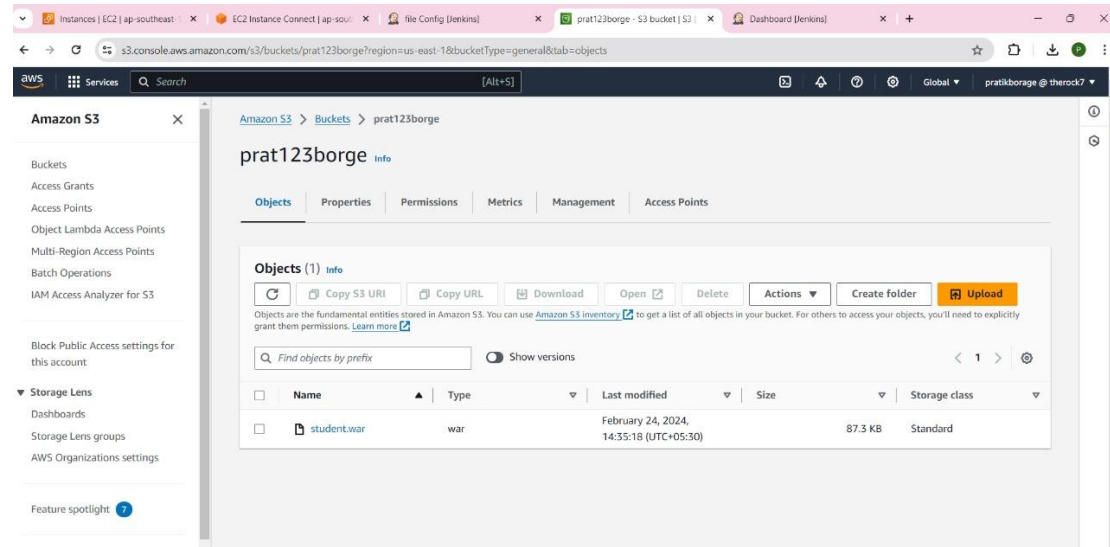 Instances | EC2 | ap-southeast-1
EC2 Instance Connect | ap-sout
file Config [Jenkins]
prat123borge - S3 bucket | S3 |
Dashboard [Jenkins]
s3.console.aws.amazon.com/s3/buckets/prat123borge?region=us-east-1&bucketType=general&tab=objects
P
aws
Services
Search
[Alt+S]
Global
pratikborage @ therock7
Amazon S3
Buckets
Access Grants
Access Points
Object Lambda Access Points
Multi-Region Access Points
Batch Operations
IAM Access Analyzer for S3
Block Public Access settings for
this account
Storage Lens
Dashboards
Storage Lens groups
AWS Organizations settings
Feature spotlight 7
Amazon S3 > Buckets > prat123borge
prat123borge Info
Objects Properties Permissions Metrics Management Access Points
Objects (1) Info
Copy S3 URI Copy URL Download Open Delete Actions Create folder Upload
Objects are the fundamental entities stored in Amazon S3. You can use Amazon S3 inventory to get a list of all objects in your bucket. For others to access your objects, you'll need to explicitly
grant them permissions. Learn more
Find objects by prefix
Show versions
1
Name Type Last modified Size Storage class
student.war war February 24, 2024,
14:35:18 (UTC+05:30) 87.3 KB Standard